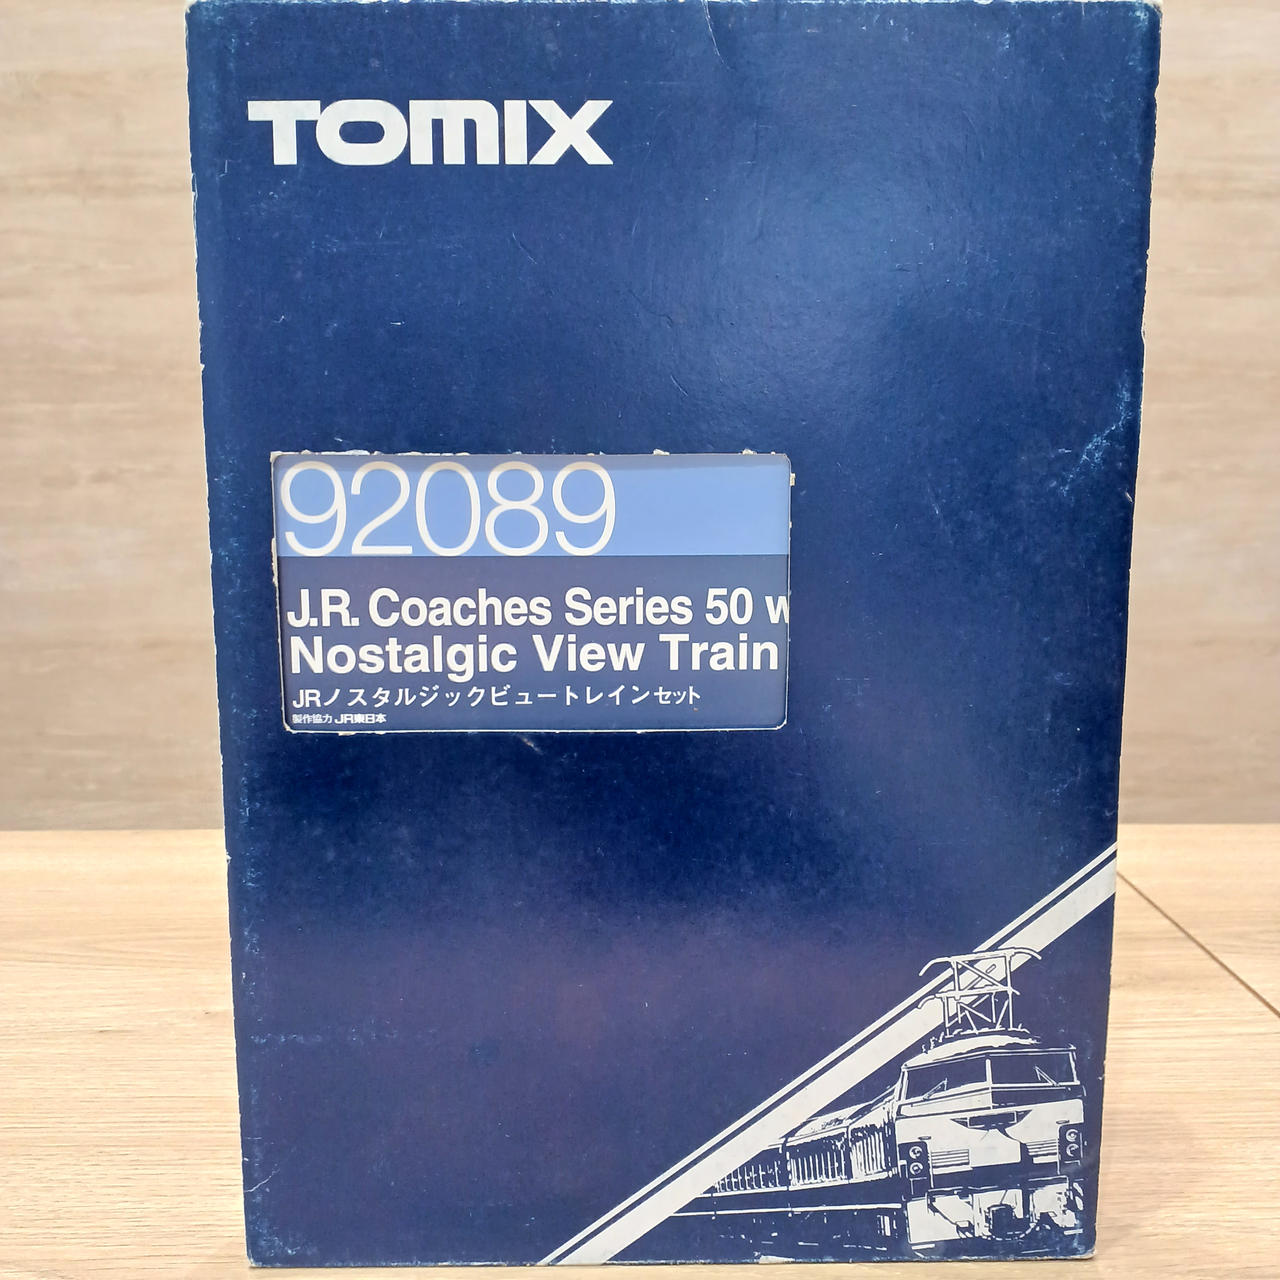 TOMIX
92089
J.R. Coaches Series 50 w
Nostalgic View Train
JRノスタルジックビュートレインセット
製作協力 JR東日本